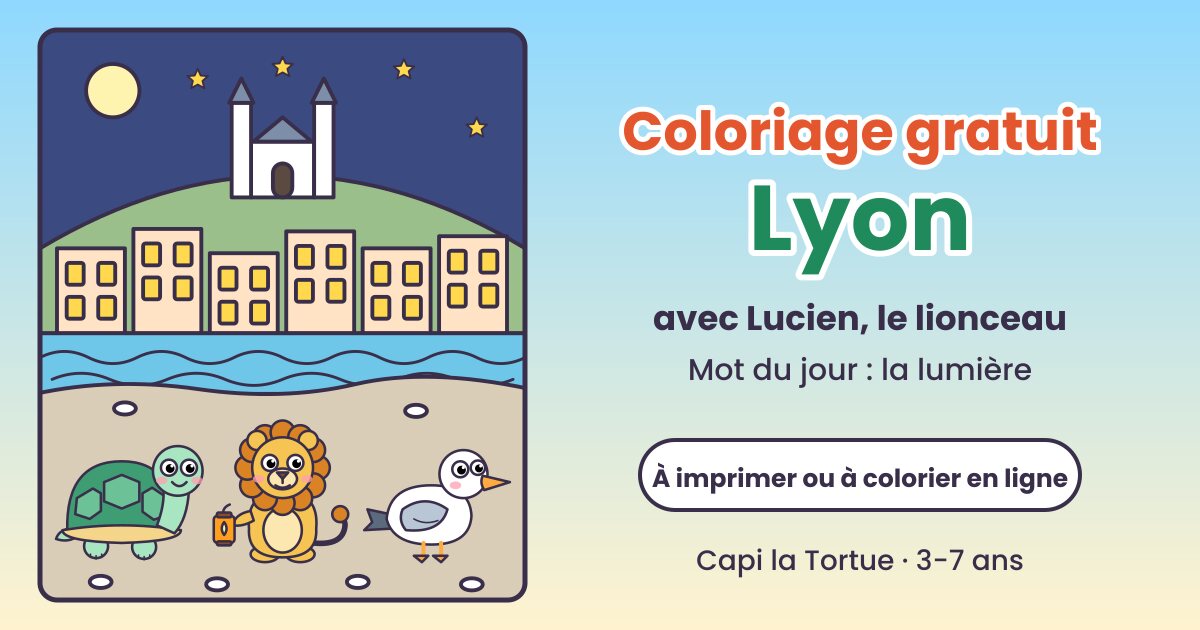 Coloriage gratuit
Lyon
avec Lucien, le lionceau
Mot du jour : la lumière
À imprimer ou à colorier en ligne
Capi la Tortue · 3-7 ans